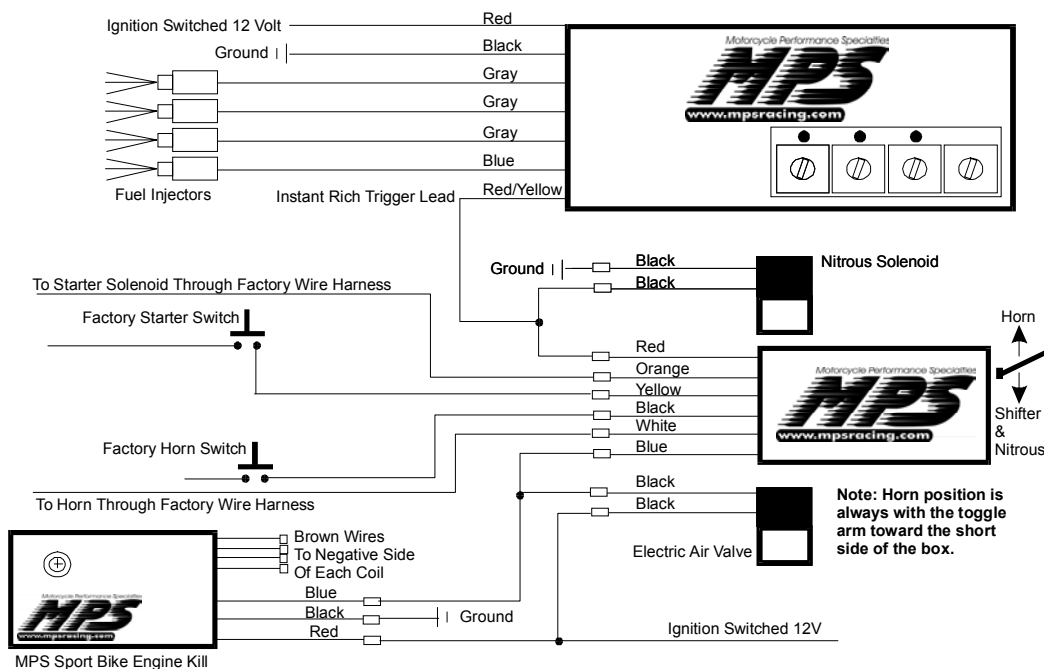 Ignition Switched 12 Volt
Red
Ground
Black
Gray
Gray
Gray
Blue
Fuel Injectors
Instant Rich Trigger Lead
Red/Yellow
Motorcycle Performance Specialties
MPS
www.mpsracing.com
Ground
Black
Black
Nitrous Solenoid
To Starter Solenoid Through Factory Wire Harness
Factory Starter Switch
Red
Orange
Yellow
Black
White
Blue
Motorcycle Performance Specialties
MPS
www.mpsracing.com
Horn
Shifter
&
Nitrous
Factory Horn Switch
To Horn Through Factory Wire Harness
Black
Black
Electric Air Valve
Note: Horn position is
always with the toggle
arm toward the short
side of the box.
Brown Wires
To Negative Side
Of Each Coil
Blue
Black
Ground
Red
Ignition Switched 12V
Motorcycle Performance Specialties
MPS
www.mpsracing.com
MPS Sport Bike Engine Kill